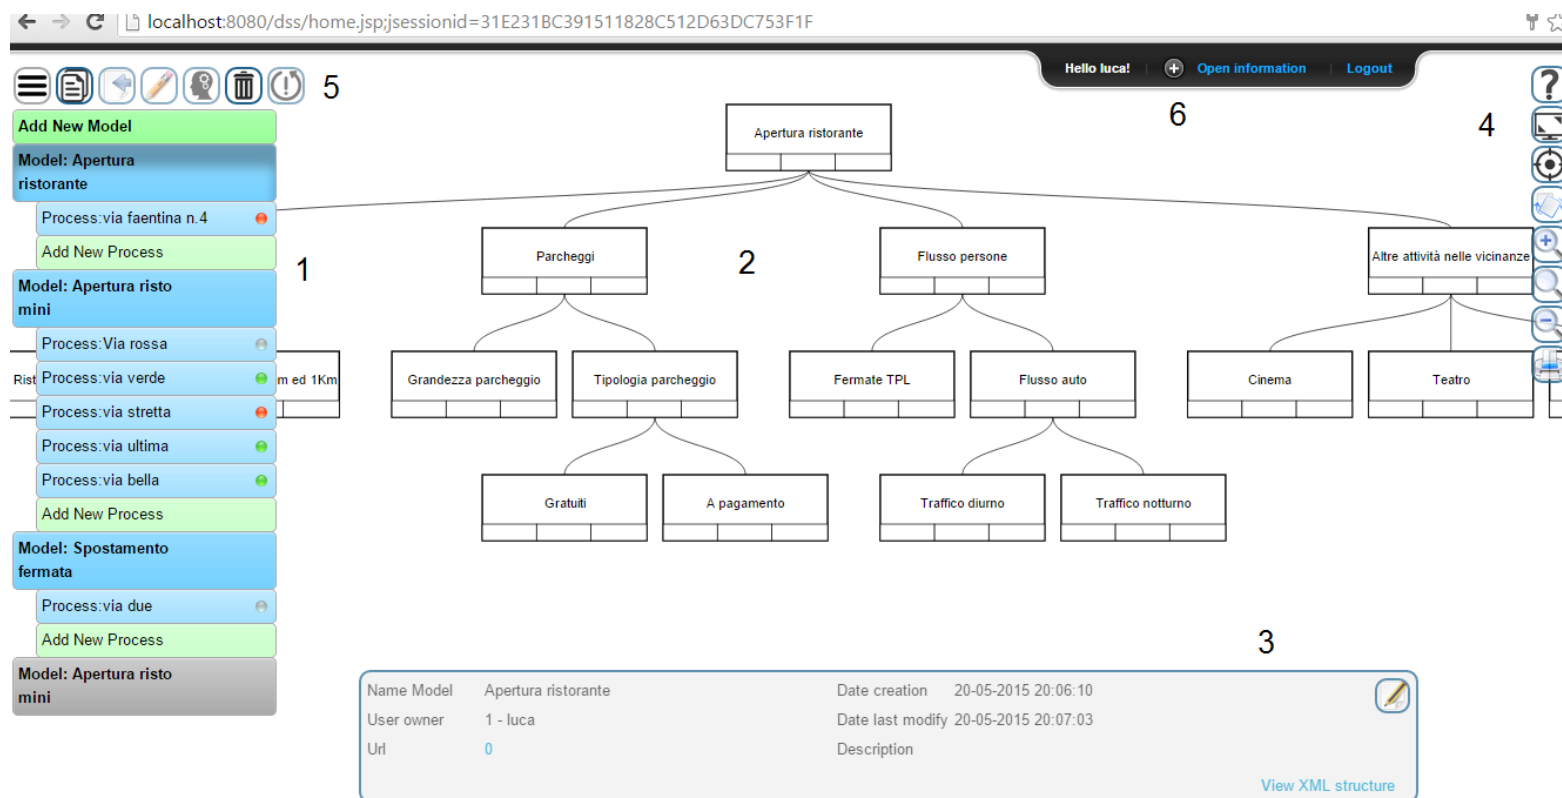 localhost:8080/dss/home.jsp;jsessionid=31E231BC391511828C512D63DC753F1F
Hello luca! Open information Logout
5
6
4
Add New Model
Model: Apertura
ristorante
Process:via faentina n.4
Add New Process
1
Model: Apertura risto
mini
Process:Via rossa
Process:via verde
Process:via stretta
Process:via ultima
Process:via bella
Add New Process
Model: Spostamento
fermata
Process:via due
Add New Process
Model: Apertura risto
mini
Apertura ristorante
Parcheggi
2
Flusso persone
Altre attività nelle vicinanze
Rist
m ed 1Km
Grandezza parcheggio
Tipologia parcheggio
Fermate TPL
Flusso auto
Cinema
Teatro
Gratuiti
A pagamento
Traffico diurno
Traffico notturno
3
Name Model Apertura ristorante
Date creation 20-05-2015 20:06:10
User owner 1 - luca
Date last modify 20-05-2015 20:07:03
Url 0
Description
View XML structure